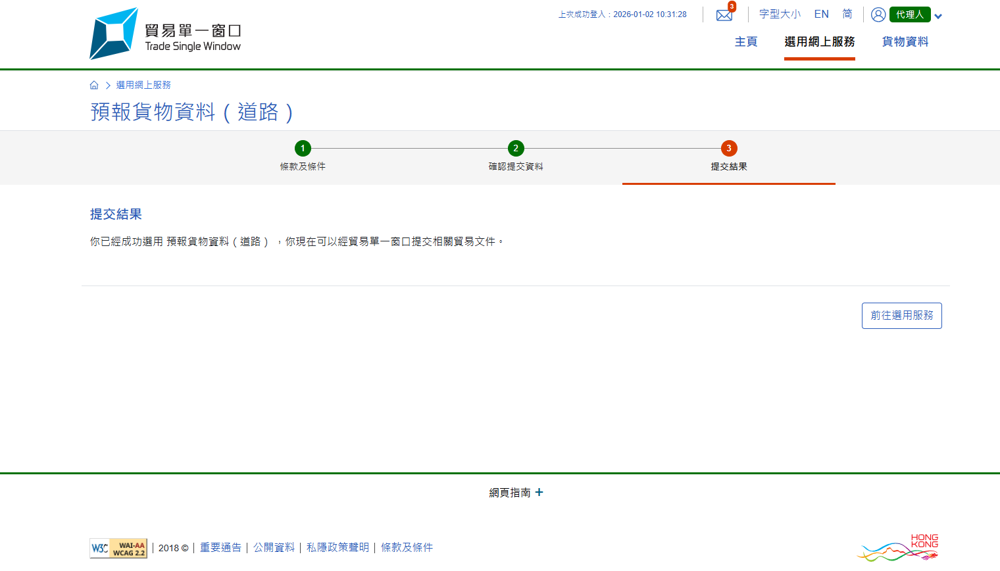 貿易單一窗口
Trade Single Window
上次成功登入：2026-01-02 10:31:28
3
字型大小
EN
简
代理人
主頁
選用網上服務
貨物資料
選用網上服務
預報貨物資料（道路）
1
2
3
條款及條件
確認提交資料
提交結果
提交結果
你已經成功選用 預報貨物資料（道路） ，你現在可以經貿易單一窗口提交相關貿易文件。
前往選用服務
網頁指南 +
W3C WAI-AA WCAG 2.2
2018 © | 重要通告 | 公開資料 | 私隱政策聲明 | 條款及條件
HONG KONG